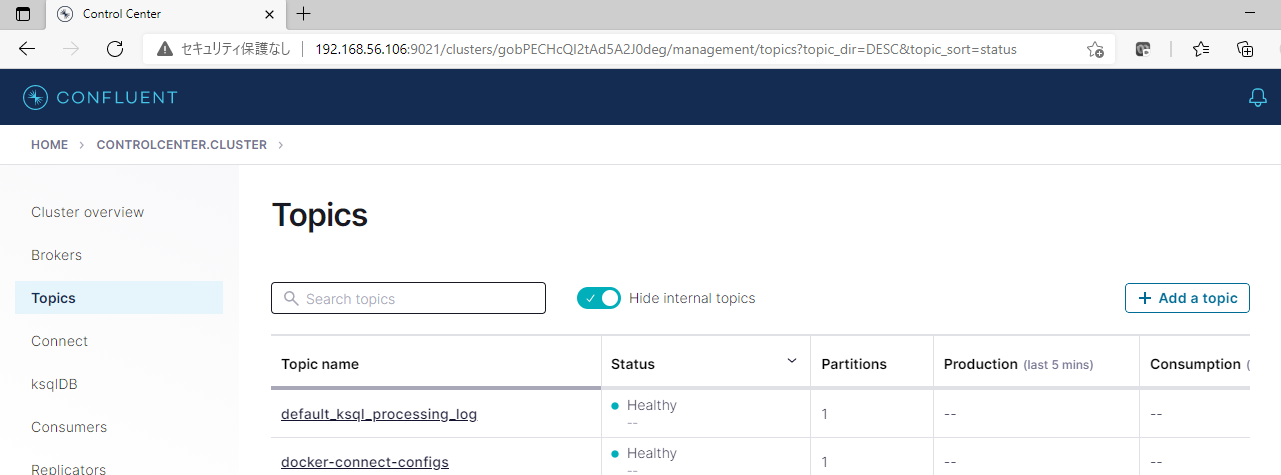 Control Center
セキュリティ保護なし 192.168.56.106:9021/clusters/gobPECHcQI2tAd5A2J0deg/management/topics?topic_dir=DESC&topic_sort=status
CONFLUENT
HOME > CONTROLCENTER.CLUSTER >
Cluster overview
Brokers
Topics
Connect
ksqlDB
Consumers
Replicators
Topics
Search topics
Hide internal topics
+ Add a topic
Topic name Status Partitions Production (last 5 mins) Consumption (
default_ksql_processing_log Healthy 1 -- --
--
docker-connect-configs Healthy 1 -- --
--